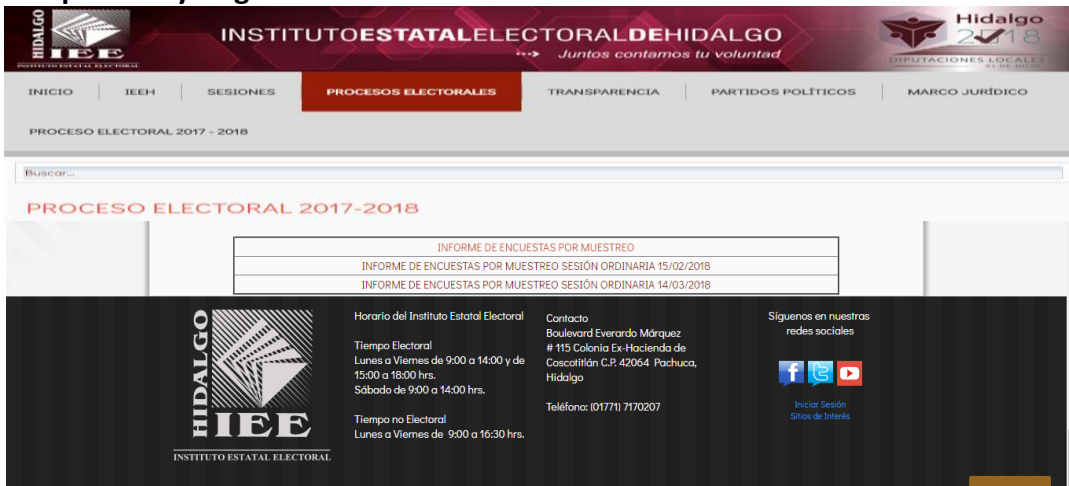 HIDALGO
IEE
INSTITUTO ESTATAL ELECTORAL
INSTITUTOESTATALELECTORALDEHIDALGO
Juntos contamos tu voluntad
Hidalgo
2018
DIPUTACIONES LOCALES
01 DE JULIO
INICIO IEEH SESIONES PROCESOS ELECTORALES TRANSPARENCIA PARTIDOS POLÍTICOS MARCO JURÍDICO
PROCESO ELECTORAL 2017 - 2018
Buscar...
PROCESO ELECTORAL 2017-2018
INFORME DE ENCUESTAS POR MUESTREO
INFORME DE ENCUESTAS POR MUESTREO SESIÓN ORDINARIA 15/02/2018
INFORME DE ENCUESTAS POR MUESTREO SESIÓN ORDINARIA 14/03/2018
HIDALGO
IEE
INSTITUTO ESTATAL ELECTORAL
Horario del Instituto Estatal Electoral
Tiempo Electoral
Lunes a Viernes de 9:00 a 14:00 y de
15:00 a 18:00 hrs.
Sábado de 9:00 a 14:00 hrs.
Tiempo no Electoral
Lunes a Viernes de 9:00 a 16:30 hrs.
Contacto
Boulevard Everardo Márquez
# 115 Colonia Ex-Hacienda de
Coscotitlán C.P. 42064 Pachuca,
Hidalgo
Teléfono: (01771) 7170207
Síguenos en nuestras
redes sociales
Iniciar Sesión
Sitios de Interés